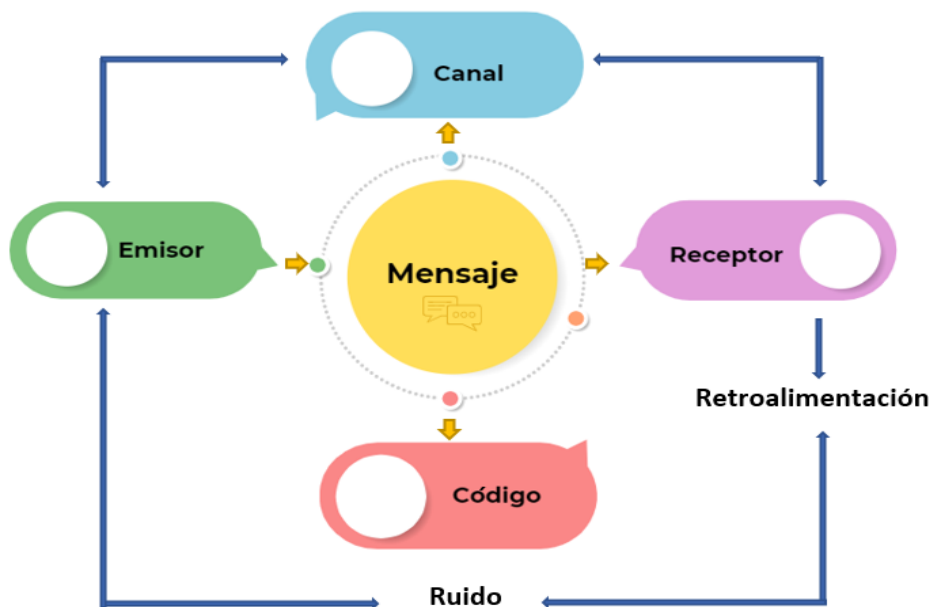 Canal
Emisor
Mensaje
Receptor
Retroalimentación
Código
Ruido